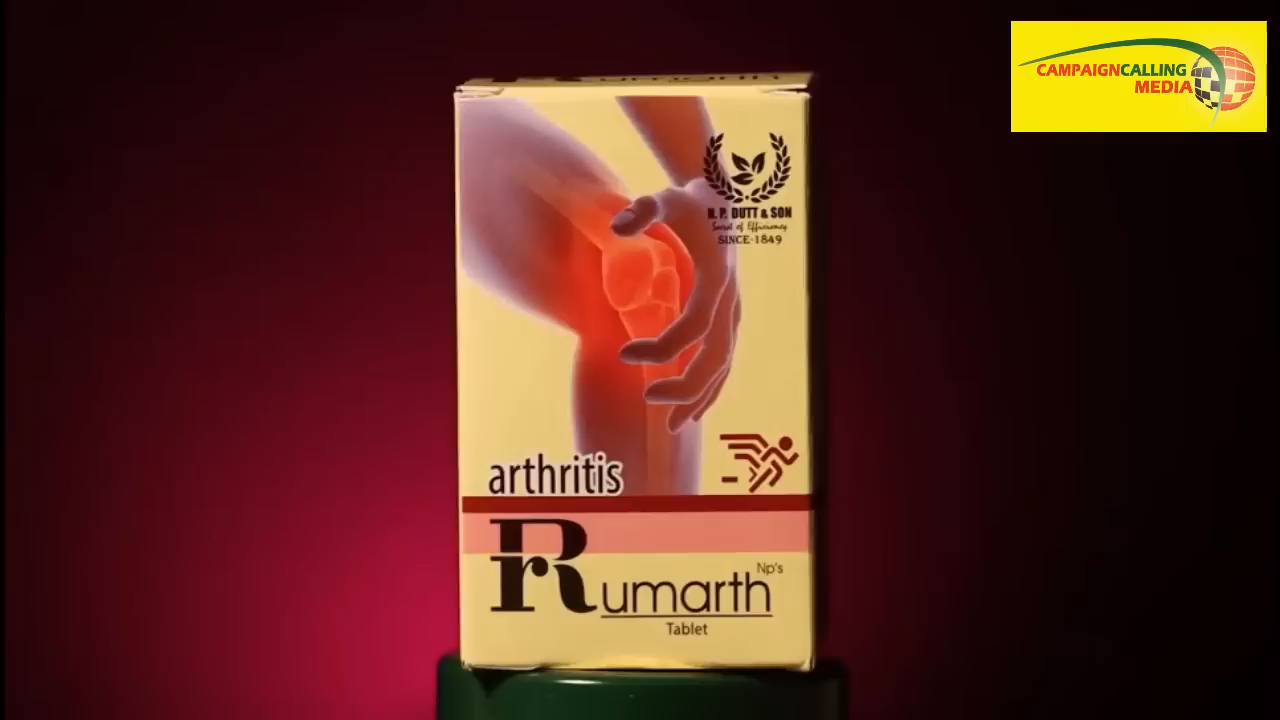 CAMPAIGNCALLING
MEDIA
N. P. DUTT & SON
Secret of Efficiency
SINCE-1849
arthritis
Rumarth
Np's
Tablet